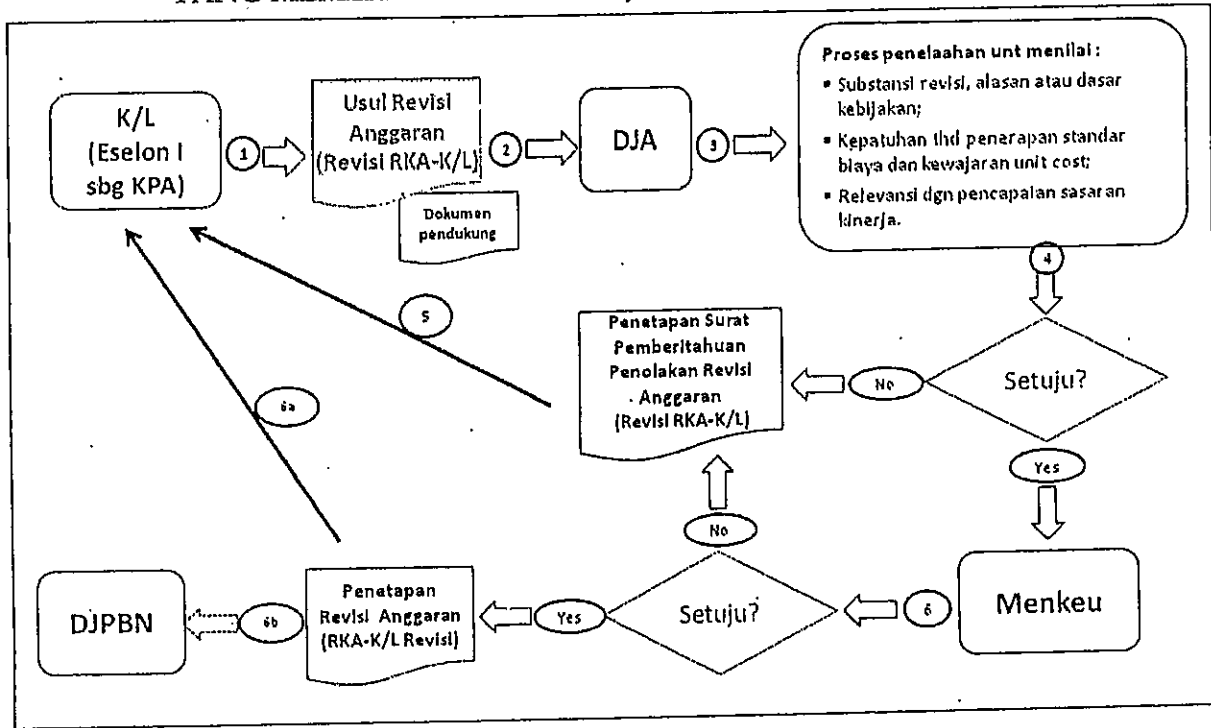 K/L
(Eselon I
sbg KPA)
1
Usul Revisi
Anggaran
(Revisi RKA-K/L)
Dokumen
pendukung
2
DJA
3
Proses penelaahan unt menilai :
▪ Substansi revisi, alasan atau dasar
kebijakan;
▪ Kepatuhan thd penerapan standar
biaya dan kewajaran unit cost;
▪ Relevansi dgn pencapaian sasaran
kinerja.
4
Setuju?
No
Penetapan Surat
Pemberitahuan
Penolakan Revisi
Anggaran
(Revisi RKA-K/L)
5
Yes
Menkeu
6
Setuju?
No
Yes
Penetapan
Revisi Anggaran
(RKA-K/L Revisi)
6a
6b
DJPBN